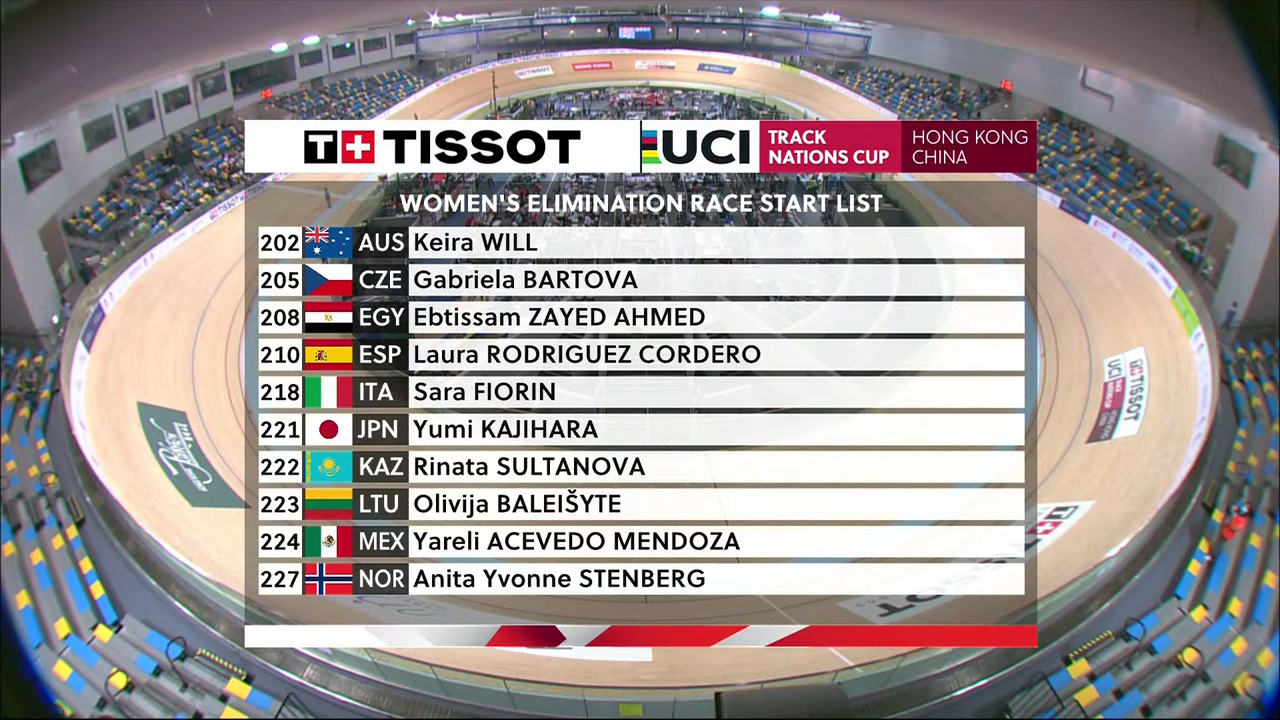 TISSOT
UCI
TRACK NATIONS CUP
HONG KONG CHINA
WOMEN'S ELIMINATION RACE START LIST
202 AUS Keira WILL
205 CZE Gabriela BARTOVA
208 EGY Ebtissam ZAYED AHMED
210 ESP Laura RODRIGUEZ CORDERO
218 ITA Sara FIORIN
221 JPN Yumi KAJIHARA
222 KAZ Rinata SULTANOVA
223 LTU Olivija BALEIŠYTE
224 MEX Yareli ACEVEDO MENDOZA
227 NOR Anita Yvonne STENBERG
TISSOT
UCI